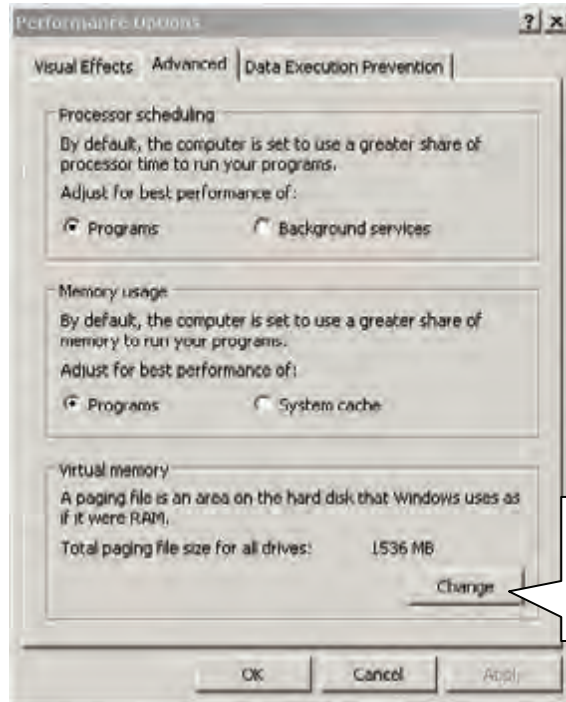 Performance Options
Visual Effects Advanced Data Execution Prevention
Processor scheduling
By default, the computer is set to use a greater share of
processor time to run your programs.
Adjust for best performance of:
Programs Background services
Memory usage
By default, the computer is set to use a greater share of
memory to run your programs.
Adjust for best performance of:
Programs System cache
Virtual memory
A paging file is an area on the hard disk that Windows uses as
if it were RAM.
Total paging file size for all drives: 1536 MB
Change
OK Cancel Apply